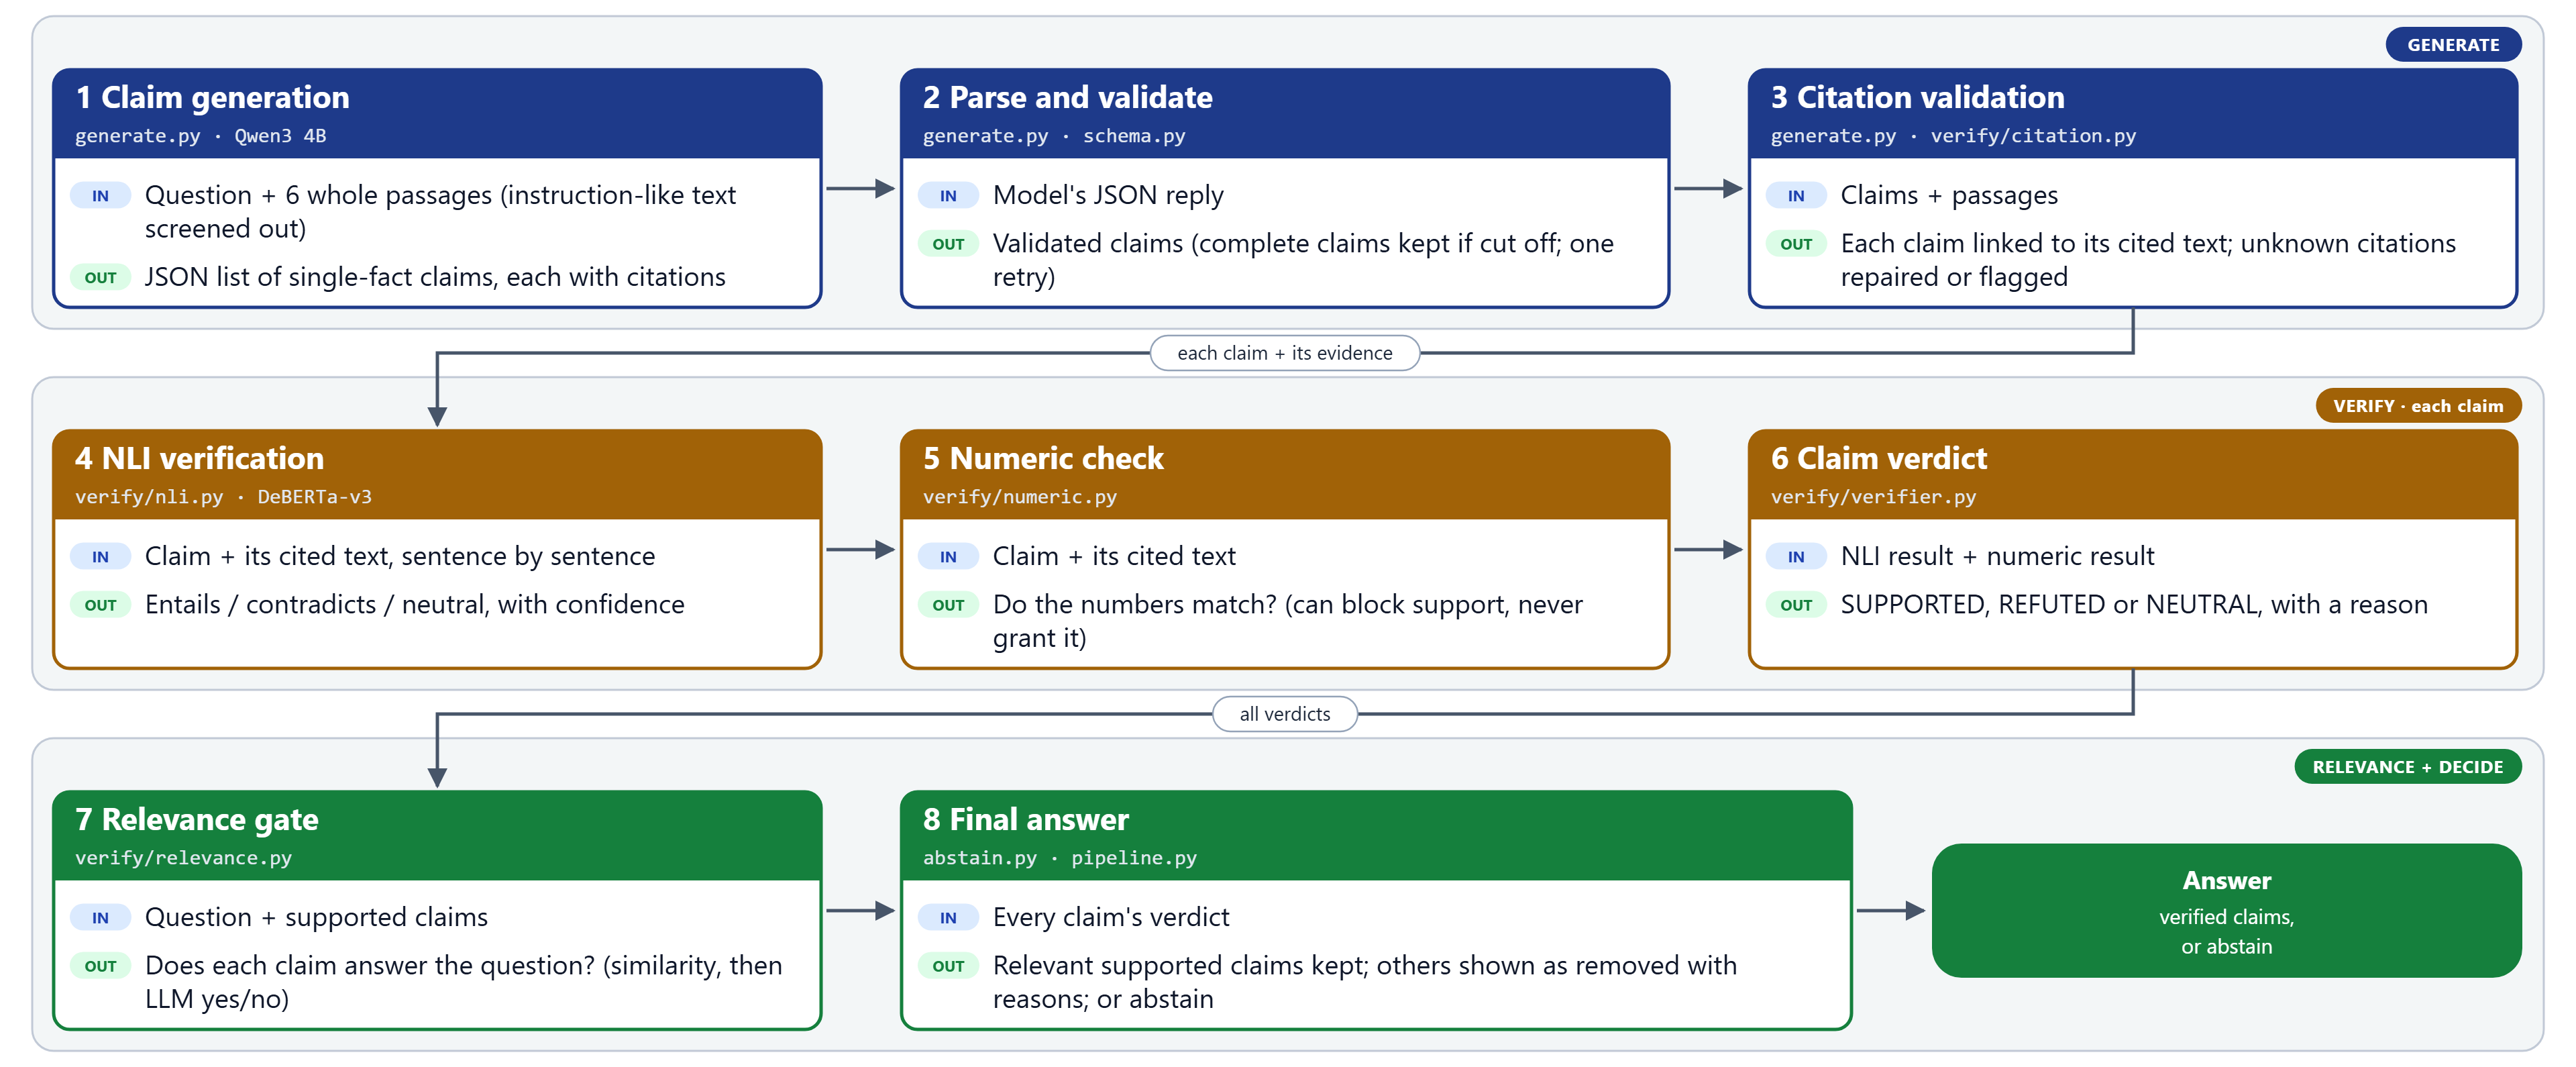 GENERATE
1 Claim generation
generate.py · Qwen3 4B
IN Question + 6 whole passages (instruction-like text
screened out)
OUT JSON list of single-fact claims, each with citations
2 Parse and validate
generate.py · schema.py
IN Model's JSON reply
OUT Validated claims (complete claims kept if cut off; one
retry)
3 Citation validation
generate.py · verify/citation.py
IN Claims + passages
OUT Each claim linked to its cited text; unknown citations
repaired or flagged
each claim + its evidence
VERIFY · each claim
4 NLI verification
verify/nli.py · DeBERTa-v3
IN Claim + its cited text, sentence by sentence
OUT Entails / contradicts / neutral, with confidence
5 Numeric check
verify/numeric.py
IN Claim + its cited text
OUT Do the numbers match? (can block support, never
grant it)
6 Claim verdict
verify/verifier.py
IN NLI result + numeric result
OUT SUPPORTED, REFUTED or NEUTRAL, with a reason
all verdicts
RELEVANCE + DECIDE
7 Relevance gate
verify/relevance.py
IN Question + supported claims
OUT Does each claim answer the question? (similarity, then
LLM yes/no)
8 Final answer
abstain.py · pipeline.py
IN Every claim's verdict
OUT Relevant supported claims kept; others shown as removed with
reasons; or abstain
Answer
verified claims,
or abstain